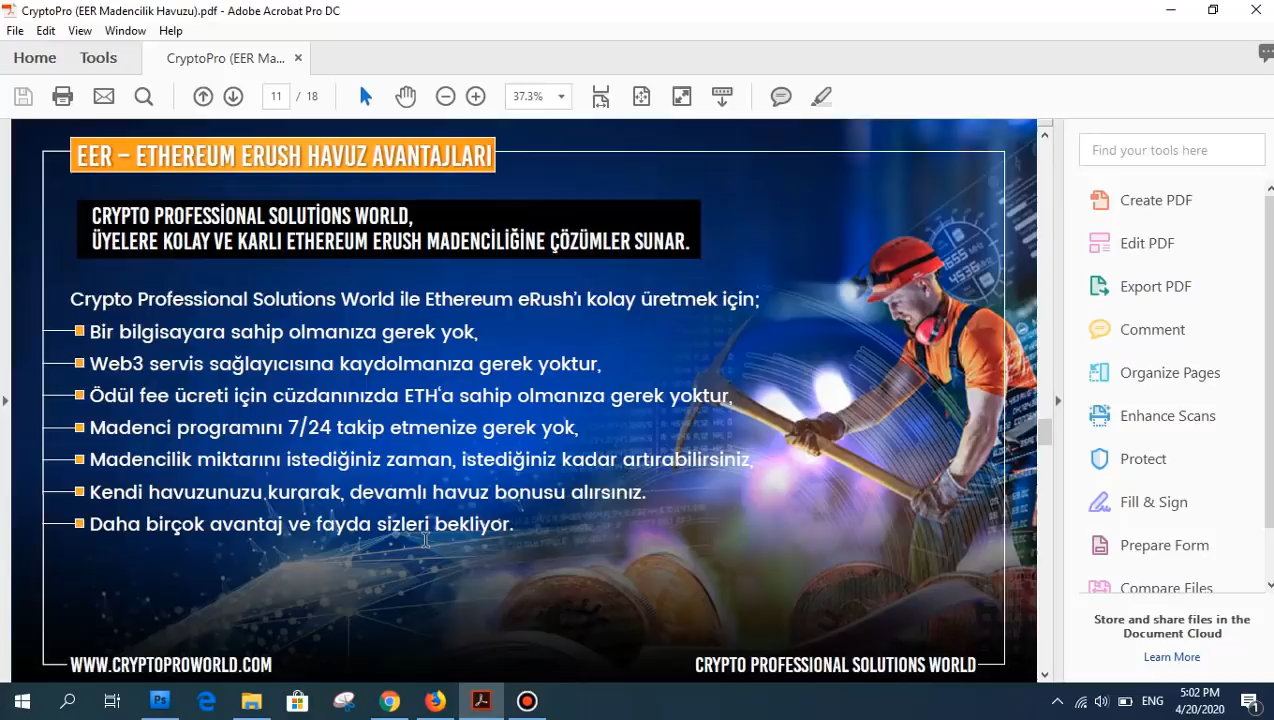 CryptoPro (EER Madencilik Havuzu).pdf - Adobe Acrobat Pro DC
File Edit View Window Help
Home Tools CryptoPro (EER Ma... ×
11 / 18 37.3%
EER – ETHEREUM ERUSH HAVUZ AVANTAJLARI
CRYPTO PROFESSİONAL SOLUTİONS WORLD,
ÜYELERE KOLAY VE KARLI ETHEREUM ERUSH MADENCİLİĞİNE ÇÖZÜMLER SUNAR.
Crypto Professional Solutions World ile Ethereum eRush'ı kolay üretmek için;
Bir bilgisayara sahip olmanıza gerek yok,
Web3 servis sağlayıcısına kaydolmanıza gerek yoktur,
Ödül fee ücreti için cüzdanınızda ETH‘a sahip olmanıza gerek yoktur,
Madenci programını 7/24 takip etmenize gerek yok,
Madencilik miktarını istediğiniz zaman, istediğiniz kadar artırabilirsiniz,
Kendi havuzunuzu kurarak, devamlı havuz bonusu alırsınız.
Daha birçok avantaj ve fayda sizleri bekliyor.
WWW.CRYPTOPROWORLD.COM
CRYPTO PROFESSIONAL SOLUTIONS WORLD
1655 MHZ
4536
Find your tools here
Create PDF
Edit PDF
Export PDF
Comment
Organize Pages
Enhance Scans
Protect
Fill & Sign
Prepare Form
Compare Files
Store and share files in the
Document Cloud
Learn More
Ps
ENG
5:02 PM
4/20/2020
1